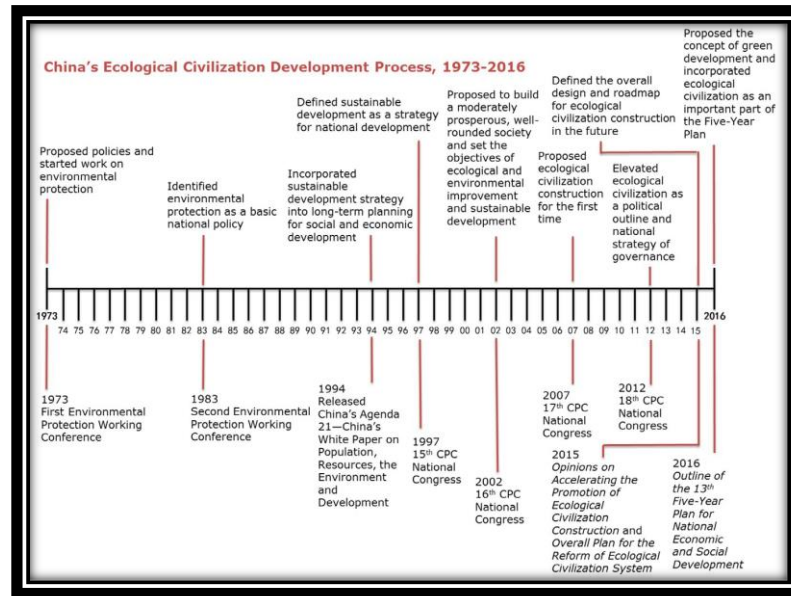 China's Ecological Civilization Development Process, 1973-2016
Proposed policies and
started work on
environmental
protection
Identified
environmental
protection as a basic
national policy
Incorporated
sustainable
development strategy
into long-term planning
for social and economic
development
Defined sustainable
development as a strategy
for national development
Proposed to build
a moderately
prosperous, well-
rounded society
and set the
objectives of
ecological and
environmental
improvement
and sustainable
development
Proposed
ecological
civilization
construction
for the first
time
Elevated
ecological
civilization as
a political
outline and
national
strategy of
governance
Defined the overall
design and roadmap
for ecological
civilization construction
in the future
Proposed the
concept of green
development and
incorporated
ecological
civilization as an
important part of
the Five-Year
Plan
1973 74 75 76 77 78 79 80 81 82 83 84 85 86 87 88 89 90 91 92 93 94 95 96 97 98 99 00 01 02 03 04 05 06 07 08 09 10 11 12 13 14 15 2016
1973
First Environmental
Protection Working
Conference
1983
Second Environmental
Protection Working
Conference
1994
Released
China's Agenda
21—China's
White Paper on
Population,
Resources, the
Environment
and
Development
1997
15th CPC
National
Congress
2002
16th CPC
National
Congress
2007
17th CPC
National
Congress
2012
18th CPC
National
Congress
2015
Opinions on
Accelerating the
Promotion of
Ecological
Civilization
Construction and
Overall Plan for the
Reform of Ecological
Civilization System
2016
Outline of
the 13th
Five-Year
Plan for
National
Economic
and Social
Development